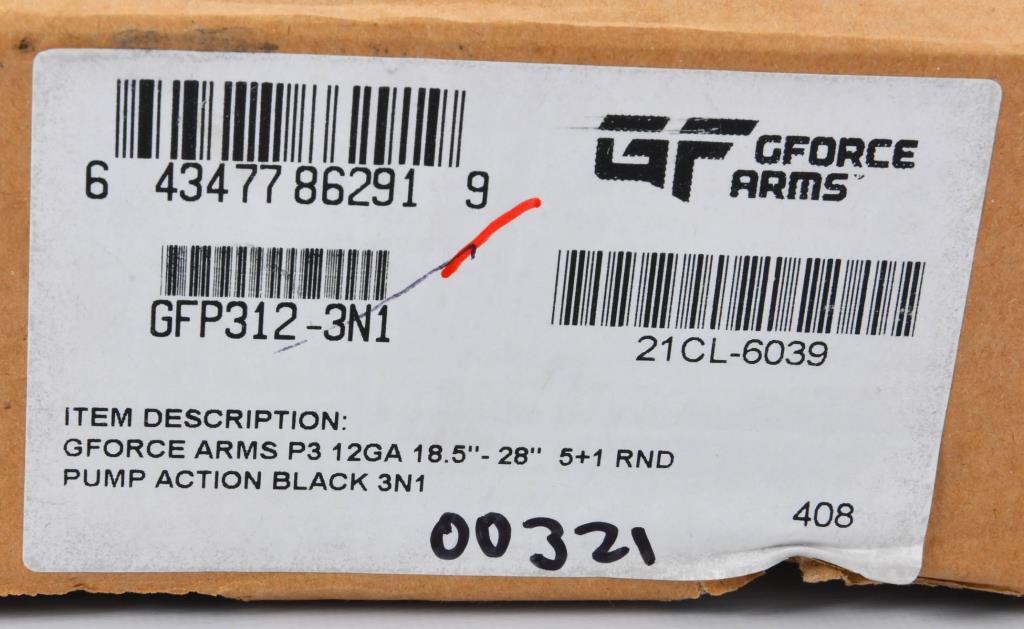 6 43477 86291 9
GF GFORCE
ARMS
GFP312-3N1
21CL-6039
ITEM DESCRIPTION:
GFORCE ARMS P3 12GA 18.5"- 28" 5+1 RND
PUMP ACTION BLACK 3N1
408
00321